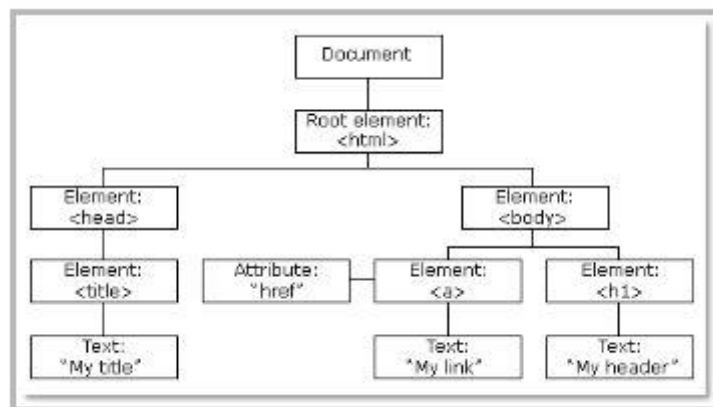 Document
Root element:
<html>
Element:
<head>
Element:
<body>
Element:
<title>
Attribute:
"href"
Element:
<a>
Element:
<h1>
Text:
"My title"
Text:
"My link"
Text:
"My header"